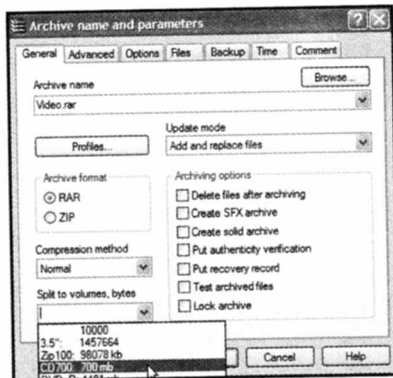 Archive name and parameters
General Advanced Options Files Backup Time Comment
Archive name
Browse...
Video.rar
Update mode
Profiles...
Add and replace files
Archive format
RAR
ZIP
Archiving options
Delete files after archiving
Create SFX archive
Create solid archive
Put authenticity verification
Put recovery record
Test archived files
Lock archive
Compression method
Normal
Split to volumes, bytes
10000
3.5": 1457664
Zip100: 98078 kb
CD700: 700 mb
Cancel
Help